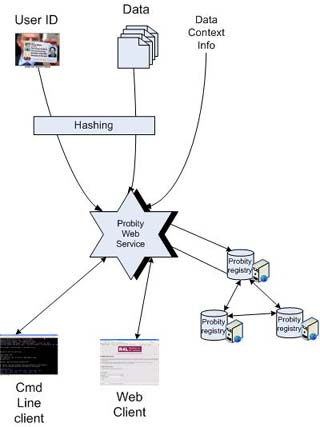 User ID
Data
Data
Context
Info
Hashing
Probity
Web
Service
Probity
registry
Probity
registry
Probity
registry
Cmd
Line
client
Web
Client